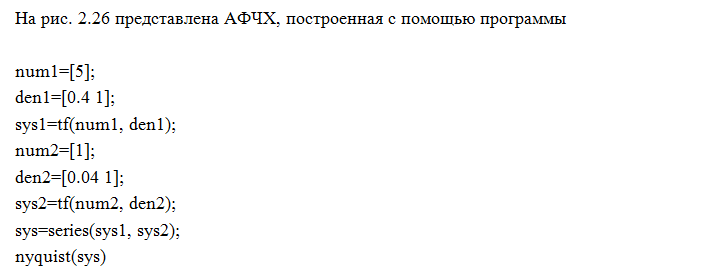 На рис. 2.26 представлена АФЧХ, построенная с помощью программы
num1=[5];
den1=[0.4 1];
sys1=tf(num1, den1);
num2=[1];
den2=[0.04 1];
sys2=tf(num2, den2);
sys=series(sys1, sys2);
nyquist(sys)